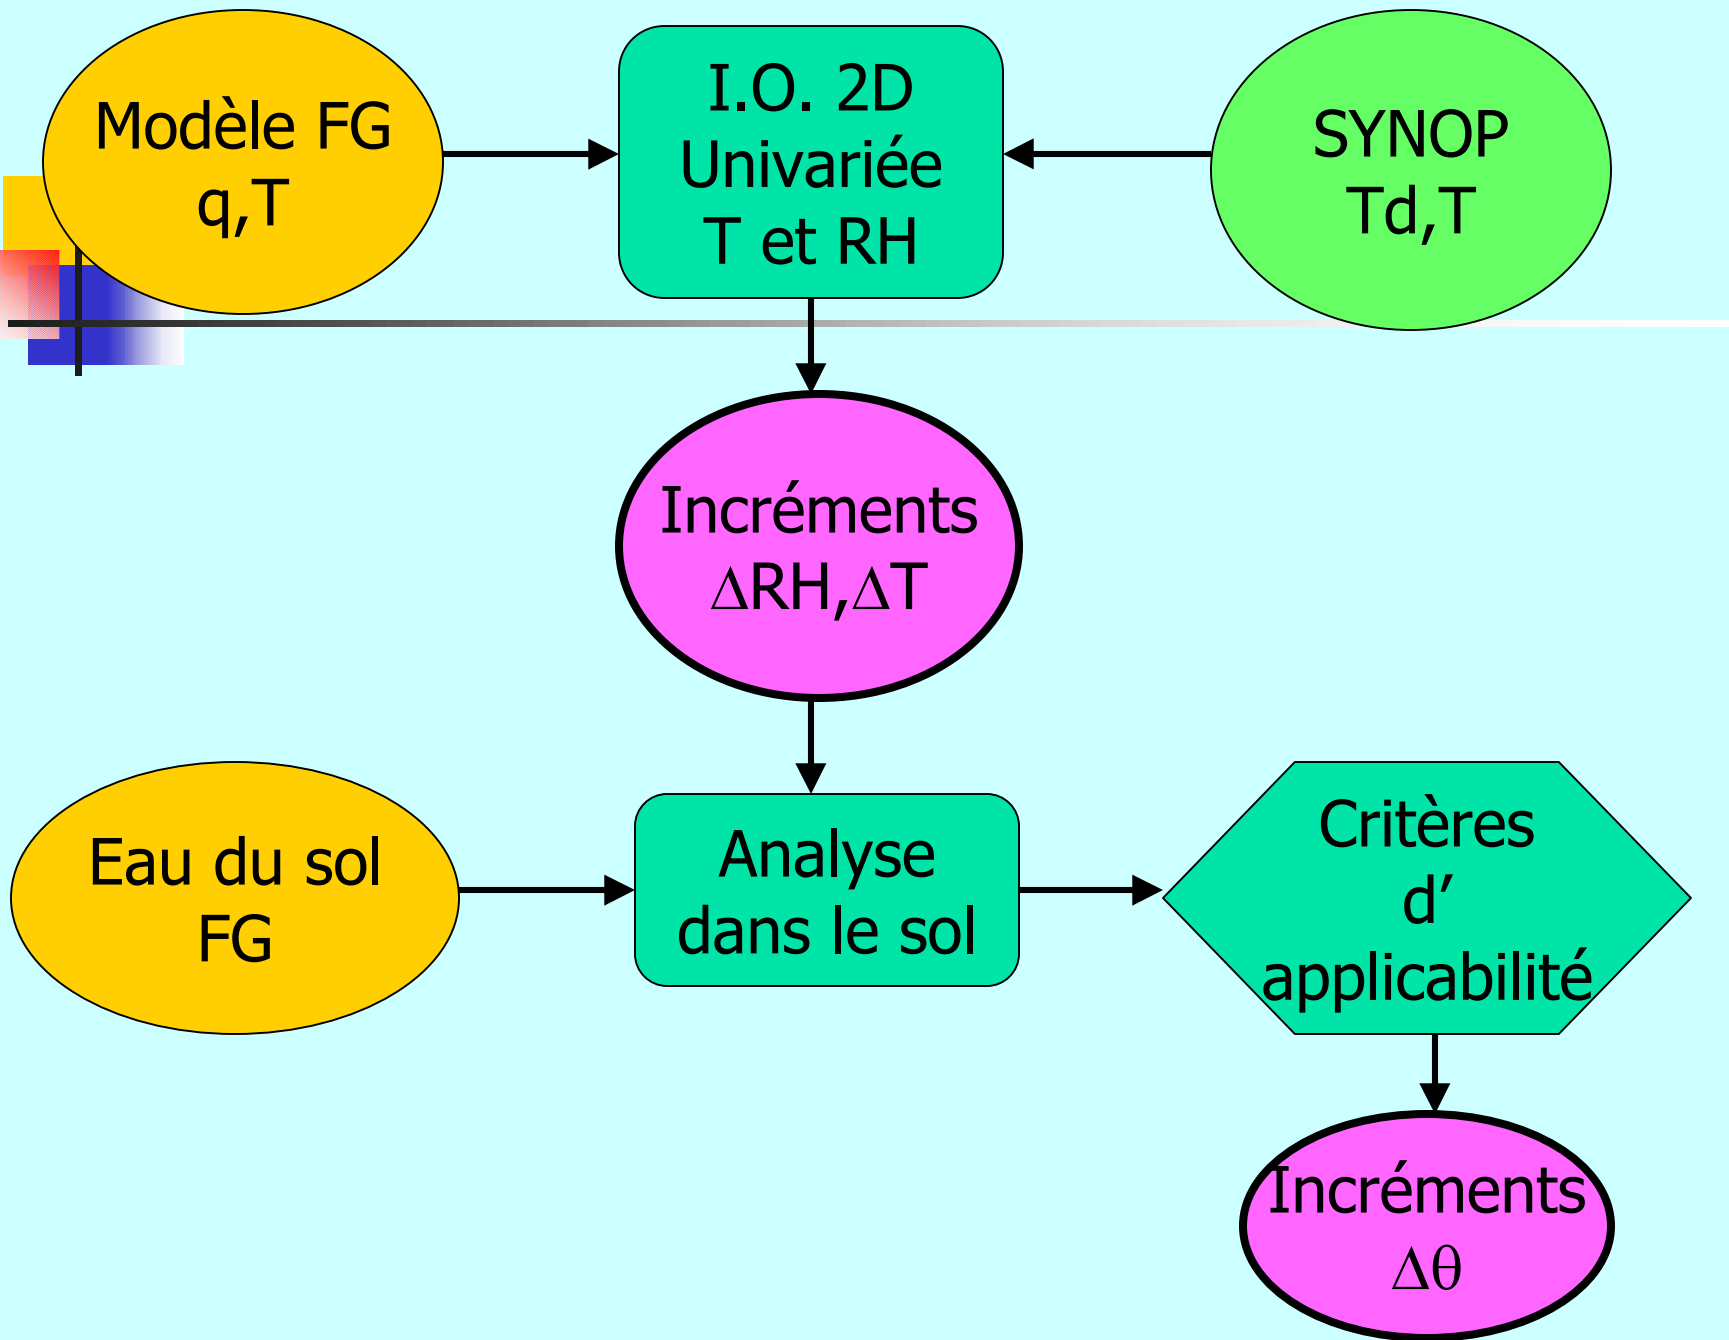 Modèle FG
q,T
I.O. 2D
Univariée
T et RH
SYNOP
Td,T
Incréments
ΔRH,ΔT
Eau du sol
FG
Analyse
dans le sol
Critères
d’
applicabilité
Incréments
Δθ